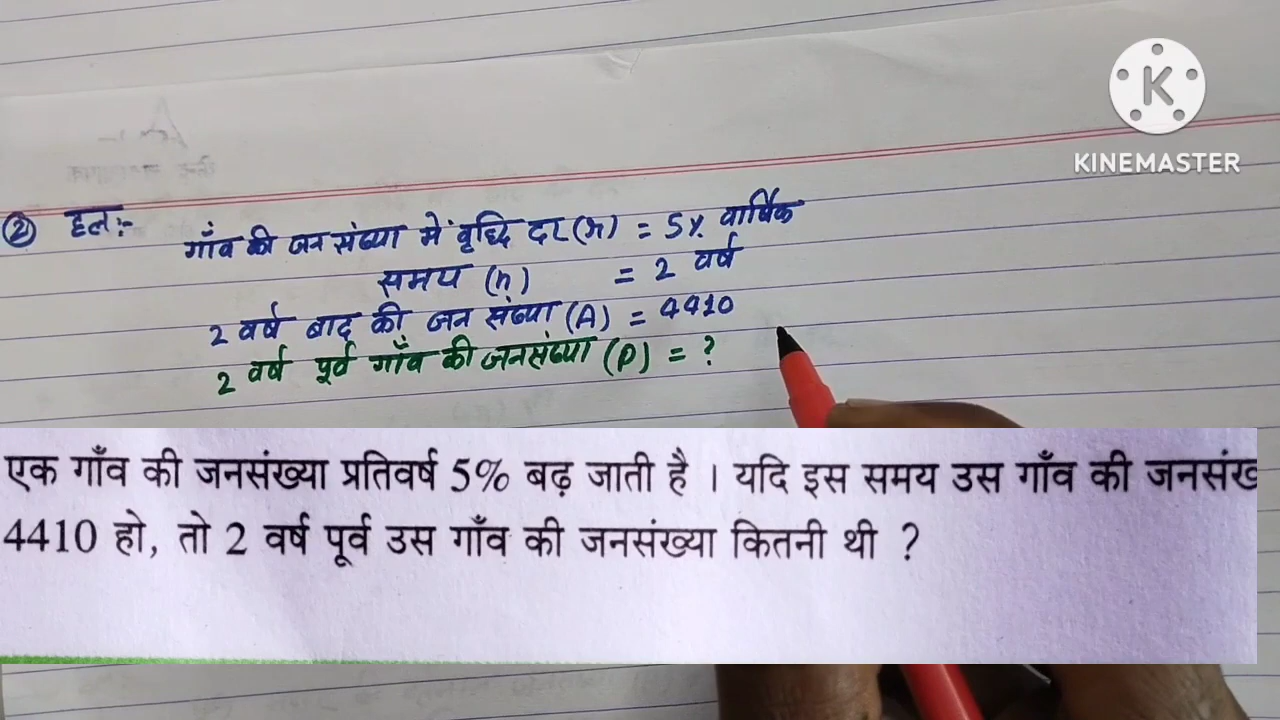 KINEMASTER
② हल:-
गाँव की जन संख्या में वृद्धि दर (r) = 5% वार्षिक
समय (n) = 2 वर्ष
2 वर्ष बाद की जन संख्या (A) = 4410
2 वर्ष पूर्व गाँव की जनसंख्या (P) = ?
एक गाँव की जनसंख्या प्रतिवर्ष 5% बढ़ जाती है । यदि इस समय उस गाँव की जनसंख
4410 हो, तो 2 वर्ष पूर्व उस गाँव की जनसंख्या कितनी थी ?